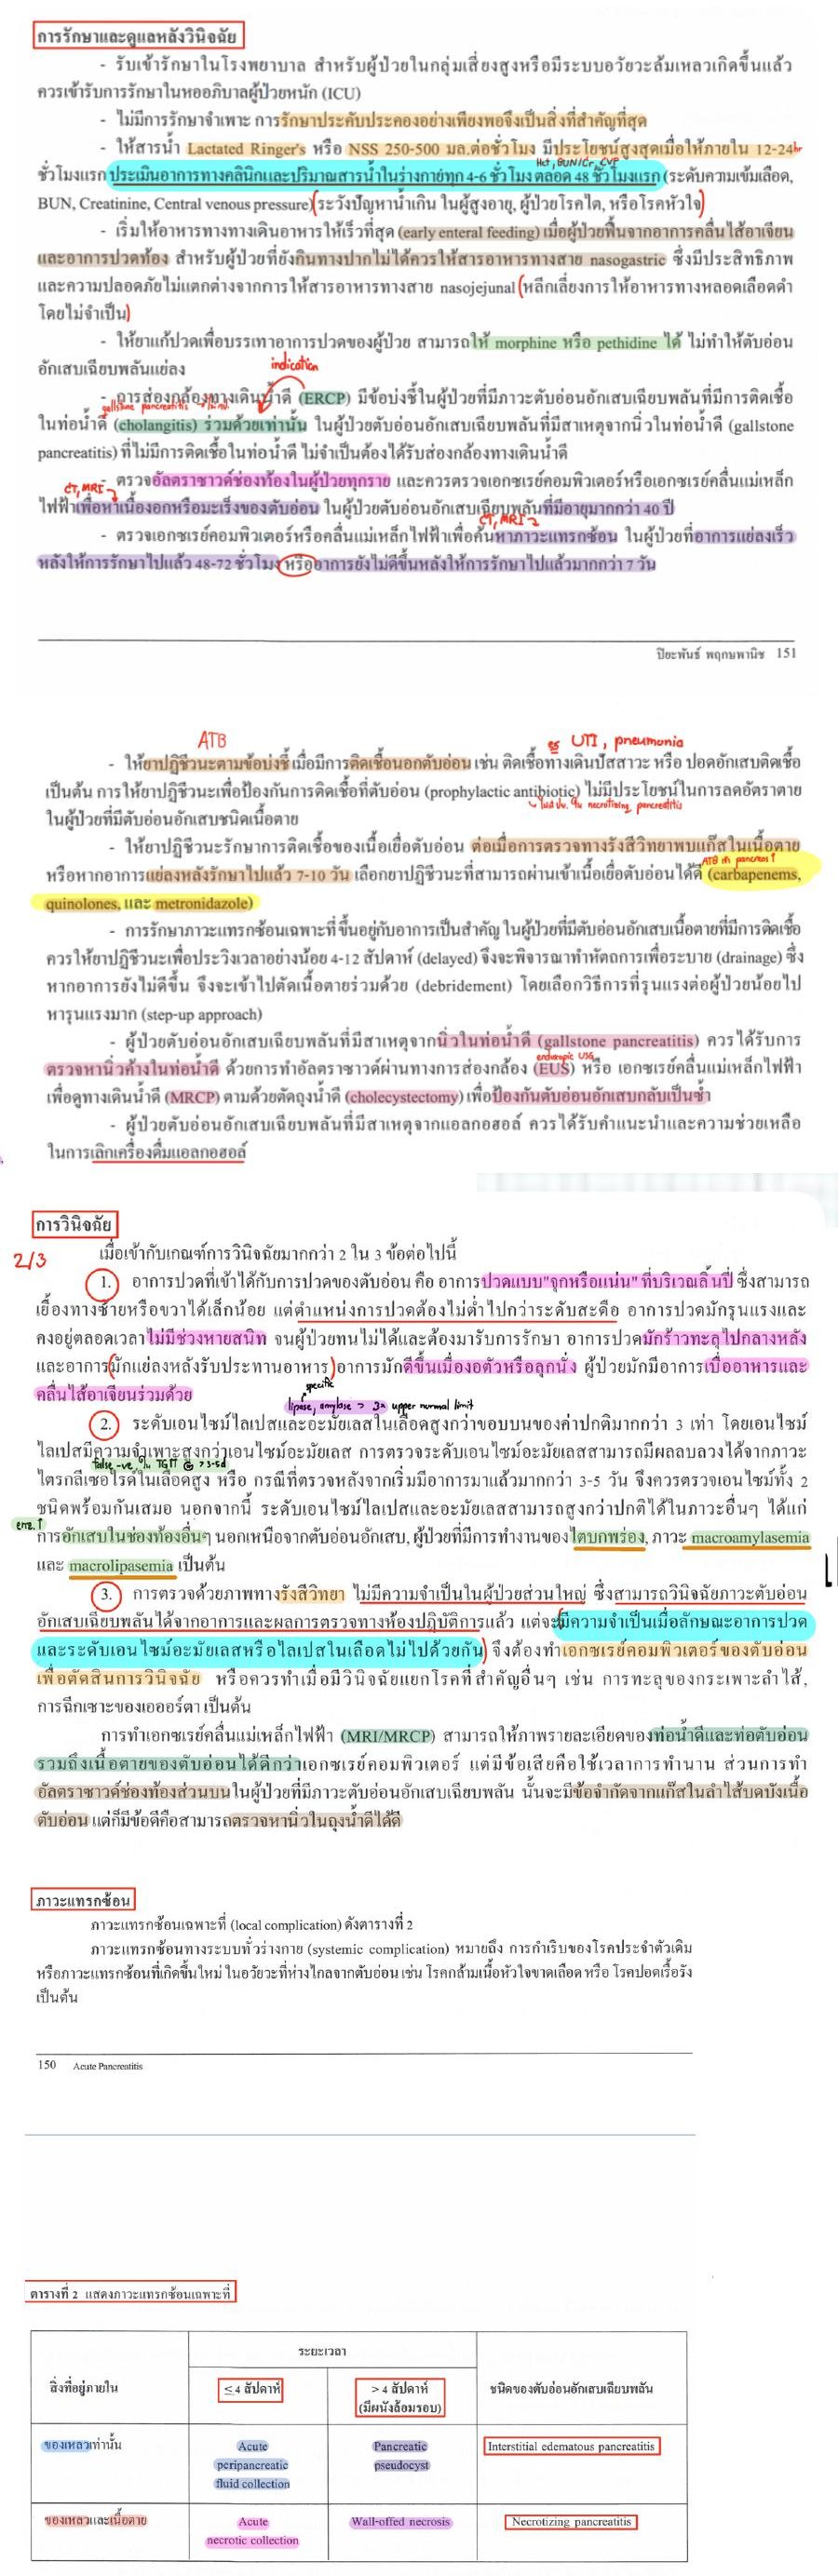 การรักษาและดูแลหลังวินิจฉัย
- รับเข้ารักษาในโรงพยาบาล สำหรับผู้ป่วยในกลุ่มเสี่ยงสูงหรือมีระบบอวัยวะล้มเหลวเกิดขึ้นแล้ว
ควรเข้ารับการรักษาในหออภิบาลผู้ป่วยหนัก (ICU)
- ไม่มีการรักษาจำเพาะ การรักษาประคับประคองอย่างเพียงพอจึงเป็นสิ่งที่สำคัญที่สุด
- ให้สารน้ำ Lactated Ringer's หรือ NSS 250-500 มล.ต่อชั่วโมง มีประโยชน์สูงสุดเมื่อให้ภายใน 12-24 hr
Hct, BUN/Cr, CVP
ชั่วโมงแรก ประเมินอาการทางคลินิกและปริมาณสารน้ำในร่างกายทุก 4-6 ชั่วโมง ตลอด 48 ชั่วโมงแรก (ระดับความเข้มเลือด,
BUN, Creatinine, Central venous pressure) (ระวังปัญหาน้ำเกิน ในผู้สูงอายุ, ผู้ป่วยโรคไต, หรือโรคหัวใจ)
- เริ่มให้อาหารทางทางเดินอาหารให้เร็วที่สุด (early enteral feeding) เมื่อผู้ป่วยฟื้นจากอาการคลื่นไส้อาเจียน
และอาการปวดท้อง สำหรับผู้ป่วยที่ยังกินทางปากไม่ได้ควรให้สารอาหารทางสาย nasogastric ซึ่งมีประสิทธิภาพ
และความปลอดภัยไม่แตกต่างจากการให้สารอาหารทางสาย nasojejunal (หลีกเลี่ยงการให้อาหารทางหลอดเลือดดำ
โดยไม่จำเป็น)
- ให้ยาแก้ปวดเพื่อบรรเทาอาการปวดของผู้ป่วย สามารถให้ morphine หรือ pethidine ได้ ไม่ทำให้ตับอ่อน
อักเสบเฉียบพลันแย่ลง
indication
- การส่องกล้องทางเดินน้ำดี (ERCP) มีข้อบ่งชี้ในผู้ป่วยที่มีภาวะตับอ่อนอักเสบเฉียบพลันที่มีการติดเชื้อ
gallstone pancreatitis
ในท่อน้ำดี (cholangitis) ร่วมด้วยเท่านั้น ในผู้ป่วยตับอ่อนอักเสบเฉียบพลันที่มีสาเหตุจากนิ่วในท่อน้ำดี (gallstone
pancreatitis) ที่ไม่มีการติดเชื้อในท่อน้ำดี ไม่จำเป็นต้องได้รับส่องกล้องทางเดินน้ำดี
- ตรวจอัลตราซาวด์ช่องท้องในผู้ป่วยทุกราย และควรตรวจเอกซเรย์คอมพิวเตอร์หรือเอกซเรย์คลื่นแม่เหล็ก
CT, MRI
ไฟฟ้าเพื่อหาเนื้องอกหรือมะเร็งของตับอ่อน ในผู้ป่วยตับอ่อนอักเสบเฉียบพลันที่มีอายุมากกว่า 40 ปี
CT, MRI
- ตรวจเอกซเรย์คอมพิวเตอร์หรือคลื่นแม่เหล็กไฟฟ้าเพื่อค้นหาภาวะแทรกซ้อน ในผู้ป่วยที่อาการแย่ลงเร็ว
หลังให้การรักษาไปแล้ว 48-72 ชั่วโมง หรืออาการยังไม่ดีขึ้นหลังให้การรักษาไปแล้วมากกว่า 7 วัน
ปิยะพันธ์ พฤกษพานิช 151
ATB
UTI, pneumonia
- ให้ยาปฏิชีวนะตามข้อบ่งชี้ เมื่อมีการติดเชื้อนอกตับอ่อน เช่น ติดเชื้อทางเดินปัสสาวะ หรือ ปอดอักเสบติดเชื้อ
เป็นต้น การให้ยาปฏิชีวนะเพื่อป้องกันการติดเชื้อที่ตับอ่อน (prophylactic antibiotic) ไม่มีประโยชน์ในการลดอัตราตาย
necrotizing pancreatitis
ในผู้ป่วยที่มีตับอ่อนอักเสบชนิดเนื้อตาย
- ให้ยาปฏิชีวนะรักษาการติดเชื้อของเนื้อเยื่อตับอ่อน ต่อเมื่อการตรวจทางรังสีวิทยาพบแก๊สในเนื้อตาย
หรือหากอาการแย่ลงหลังรักษาไปแล้ว 7-10 วัน เลือกยาปฏิชีวนะที่สามารถผ่านเข้าเนื้อเยื่อตับอ่อนได้ดี (carbapenems,
quinolones, และ metronidazole)
- การรักษาภาวะแทรกซ้อนเฉพาะที่ขึ้นอยู่กับอาการเป็นสำคัญ ในผู้ป่วยที่มีตับอ่อนอักเสบเนื้อตายที่มีการติดเชื้อ
ควรให้ยาปฏิชีวนะเพื่อประวิงเวลาอย่างน้อย 4-12 สัปดาห์ (delayed) จึงจะพิจารณาทำหัตถการเพื่อระบาย (drainage) ซึ่ง
หากอาการยังไม่ดีขึ้น จึงจะเข้าไปตัดเนื้อตายร่วมด้วย (debridement) โดยเลือกวิธีการที่รุนแรงต่อผู้ป่วยน้อยไป
หารุนแรงมาก (step-up approach)
- ผู้ป่วยตับอ่อนอักเสบเฉียบพลันที่มีสาเหตุจากนิ่วในท่อน้ำดี (gallstone pancreatitis) ควรได้รับการ
ตรวจหานิ่วค้างในท่อน้ำดี ด้วยการทำอัลตราซาวด์ผ่านทางการส่องกล้อง (EUS) หรือ เอกซเรย์คลื่นแม่เหล็กไฟฟ้า
เพื่อดูทางเดินน้ำดี (MRCP) ตามด้วยตัดถุงน้ำดี (cholecystectomy) เพื่อป้องกันตับอ่อนอักเสบกลับเป็นซ้ำ
- ผู้ป่วยตับอ่อนอักเสบเฉียบพลันที่มีสาเหตุจากแอลกอฮอล์ ควรได้รับคำแนะนำและความช่วยเหลือ
ในการเลิกเครื่องดื่มแอลกอฮอล์
การวินิจฉัย
2/3
เมื่อเข้ากับเกณฑ์การวินิจฉัยมากกว่า 2 ใน 3 ข้อต่อไปนี้
1. อาการปวดที่เข้าได้กับการปวดของตับอ่อน คือ อาการปวดแบบ"จุกหรือแน่น" ที่บริเวณลิ้นปี่ ซึ่งสามารถ
เยื้องทางซ้ายหรือขวาได้เล็กน้อย แต่ตำแหน่งการปวดต้องไม่ต่ำไปกว่าระดับสะดือ อาการปวดมักรุนแรงและ
คงอยู่ตลอดเวลา ไม่มีช่วงหายสนิท จนผู้ป่วยทนไม่ได้และต้องมารับการรักษา อาการปวดมักร้าวทะลุไปกลางหลัง
และอาการ(มักแย่ลงหลังรับประทานอาหาร) อาการมักดีขึ้นเมื่องอตัวหรือลุกนั่ง ผู้ป่วยมักมีอาการเบื่ออาหารและ
คลื่นไส้อาเจียนร่วมด้วย
specific
lipase, amylase > 3x upper normal limit
2. ระดับเอนไซม์ไลเปสและอะมัยเลสในเลือดสูงกว่าขอบบนของค่าปกติมากกว่า 3 เท่า โดยเอนไซม์
ไลเปสมีความจำเพาะสูงกว่าเอนไซม์อะมัยเลส การตรวจระดับเอนไซม์อะมัยเลสสามารถมีผลลบลวงได้จากภาวะ
ไตรกลีเซอไรด์ในเลือดสูง หรือ กรณีที่ตรวจหลังจากเริ่มมีอาการมาแล้วมากกว่า 3-5 วัน จึงควรตรวจเอนไซม์ทั้ง 2
ชนิดพร้อมกันเสมอ นอกจากนี้ ระดับเอนไซม์ไลเปสและอะมัยเลสสามารถสูงกว่าปกติได้ในภาวะอื่นๆ ได้แก่
การอักเสบในช่องท้องอื่นๆ นอกเหนือจากตับอ่อนอักเสบ, ผู้ป่วยที่มีการทำงานของไตบกพร่อง, ภาวะ macroamylasemia
และ macrolipasemia เป็นต้น
3. การตรวจด้วยภาพทางรังสีวิทยา ไม่มีความจำเป็นในผู้ป่วยส่วนใหญ่ ซึ่งสามารถวินิจฉัยภาวะตับอ่อน
อักเสบเฉียบพลันได้จากอาการและผลการตรวจทางห้องปฏิบัติการแล้ว แต่จะ(มีความจำเป็นเมื่อลักษณะอาการปวด
และระดับเอนไซม์อะมัยเลสหรือไลเปสในเลือดไม่ไปด้วยกัน) จึงต้องทำเอกซเรย์คอมพิวเตอร์ของตับอ่อน
เพื่อตัดสินการวินิจฉัย หรือควรทำเมื่อมีวินิจฉัยแยกโรคที่สำคัญอื่นๆ เช่น การทะลุของกระเพาะลำไส้,
การฉีกเซาะของเอออร์ตา เป็นต้น
การทำเอกซเรย์คลื่นแม่เหล็กไฟฟ้า (MRI/MRCP) สามารถให้ภาพรายละเอียดของท่อน้ำดีและท่อตับอ่อน
รวมถึงเนื้อตายของตับอ่อนได้ดีกว่าเอกซเรย์คอมพิวเตอร์ แต่มีข้อเสียคือใช้เวลาการทำนาน ส่วนการทำ
อัลตราซาวด์ช่องท้องส่วนบนในผู้ป่วยที่มีภาวะตับอ่อนอักเสบเฉียบพลัน นั้นจะมีข้อจำกัดจากแก๊สในลำไส้บดบังเนื้อ
ตับอ่อน แต่ก็มีข้อดีคือสามารถตรวจหานิ่วในถุงน้ำดีได้ดี
ภาวะแทรกซ้อน
ภาวะแทรกซ้อนเฉพาะที่ (local complication) ดังตารางที่ 2
ภาวะแทรกซ้อนทางระบบทั่วร่างกาย (systemic complication) หมายถึง การกำเริบของโรคประจำตัวเดิม
หรือภาวะแทรกซ้อนที่เกิดขึ้นใหม่ ในอวัยวะที่ห่างไกลจากตับอ่อน เช่น โรคกล้ามเนื้อหัวใจขาดเลือด หรือ โรคปอดเรื้อรัง
เป็นต้น
150 Acute Pancreatitis
ตารางที่ 2 แสดงภาวะแทรกซ้อนเฉพาะที่
ระยะเวลา
สิ่งที่อยู่ภายใน
≤4 สัปดาห์
> 4 สัปดาห์
(มีผนังล้อมรอบ)
ชนิดของตับอ่อนอักเสบเฉียบพลัน
ของเหลวเท่านั้น
Acute
peripancreatic
fluid collection
Pancreatic
pseudocyst
Interstitial edematous pancreatitis
ของเหลวและเนื้อตาย
Acute
necrotic collection
Wall-offed necrosis
Necrotizing pancreatitis